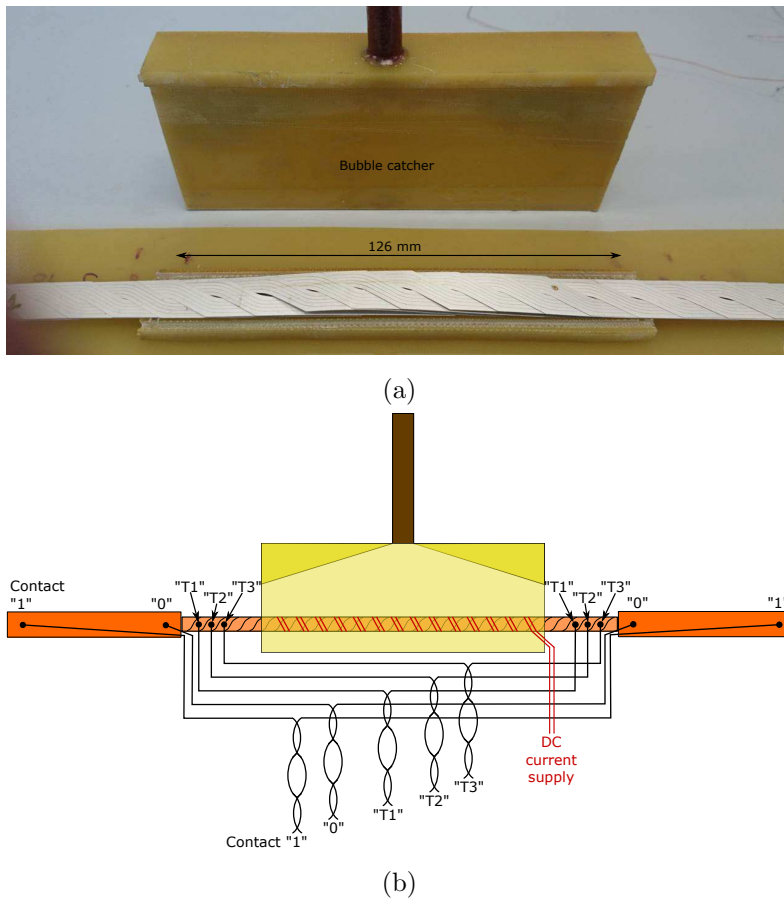 Bubble catcher
126 mm
(a)
Contact
"1"
"0"
"T1"
"T2"
"T3"
"T1"
"T2"
"T3"
"0"
"1"
DC
current
supply
"T3"
"T2"
"T1"
"0"
Contact "1"
(b)